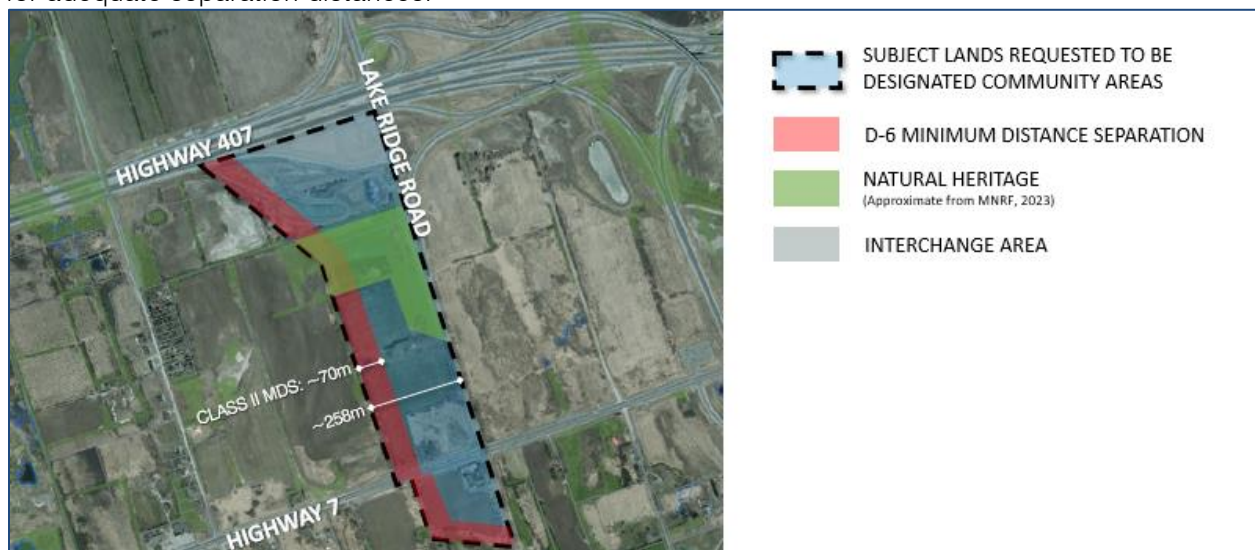 for adequate separation distances.
LAKE RIDGE ROAD
HIGHWAY 407
CLASS II MDS: ~70m
~258m
HIGHWAY 7
SUBJECT LANDS REQUESTED TO BE
DESIGNATED COMMUNITY AREAS
D-6 MINIMUM DISTANCE SEPARATION
NATURAL HERITAGE
(Approximate from MNRF, 2023)
INTERCHANGE AREA